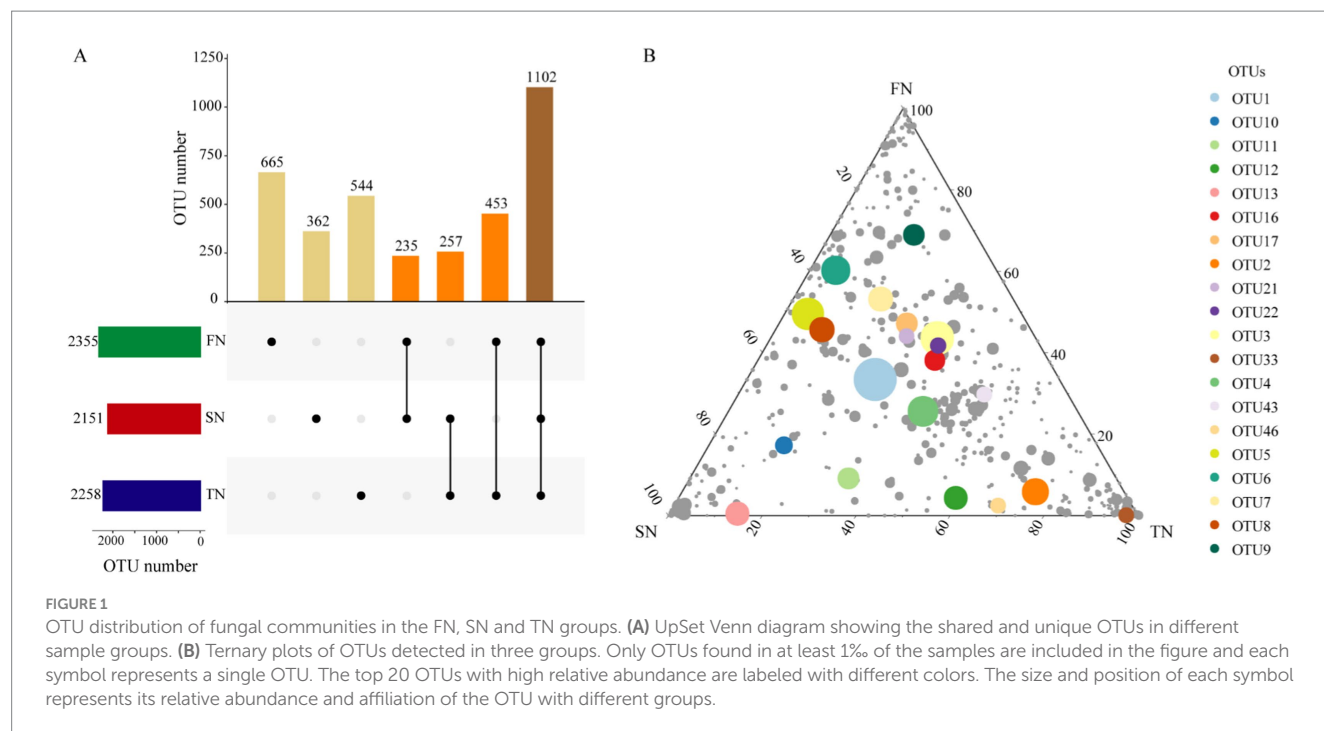 A
1250
1000
750
500
250
0
OTU number
665
362
544
235
257
453
1102
2355
FN
2151
SN
2258
TN
2000
1000
0
OTU number
B
FN
100
80
60
40
20
20
40
60
80
100
SN
20
40
60
80
100
TN
OTUs
OTU1
OTU10
OTU11
OTU12
OTU13
OTU16
OTU17
OTU2
OTU21
OTU22
OTU3
OTU33
OTU4
OTU43
OTU46
OTU5
OTU6
OTU7
OTU8
OTU9
FIGURE 1
OTU distribution of fungal communities in the FN, SN and TN groups. (A) UpSet Venn diagram showing the shared and unique OTUs in different
sample groups. (B) Ternary plots of OTUs detected in three groups. Only OTUs found in at least 1‰ of the samples are included in the figure and each
symbol represents a single OTU. The top 20 OTUs with high relative abundance are labeled with different colors. The size and position of each symbol
represents its relative abundance and affiliation of the OTU with different groups.